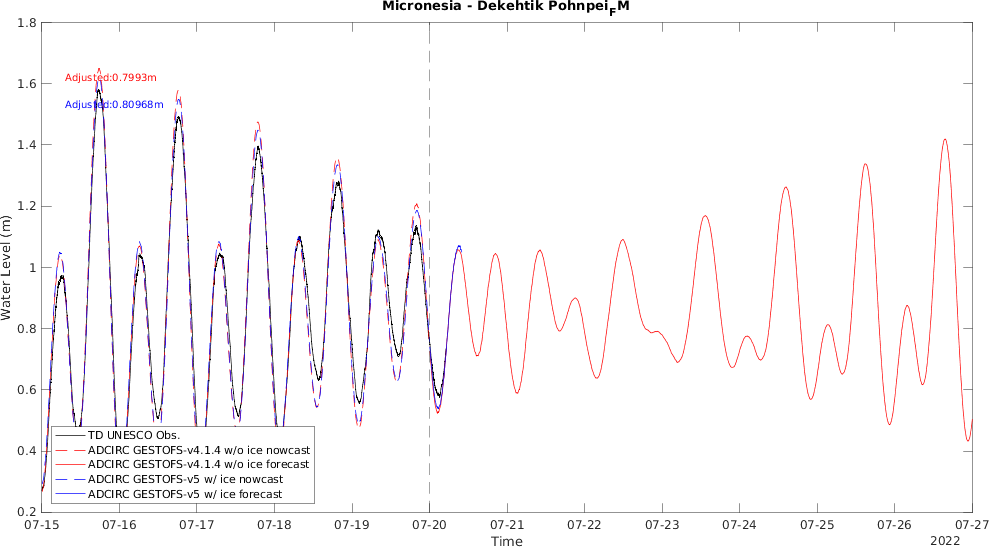 Micronesia - Dekehtik Pohnpei_FM
Water Level (m)
1.8
1.6
1.4
1.2
1
0.8
0.6
0.4
0.2
Adjusted:0.7993m
Adjusted:0.80968m
TD UNESCO Obs.
ADCIRC GESTOFS-v4.1.4 w/o ice nowcast
ADCIRC GESTOFS-v4.1.4 w/o ice forecast
ADCIRC GESTOFS-v5 w/ ice nowcast
ADCIRC GESTOFS-v5 w/ ice forecast
07-15 07-16 07-17 07-18 07-19 07-20 07-21 07-22 07-23 07-24 07-25 07-26 07-27
Time
2022